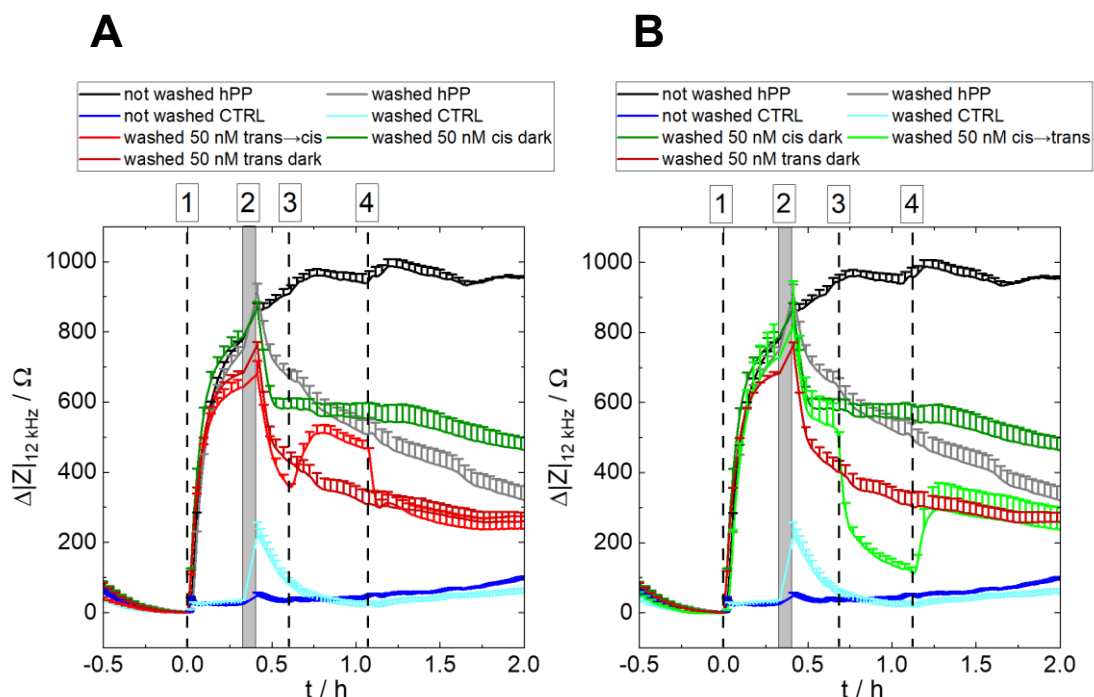 A
not washed hPP washed hPP
not washed CTRL washed CTRL
washed 50 nM trans→cis washed 50 nM cis dark
washed 50 nM trans dark
1 2 3 4
1000
800
600
400
200
0
Δ|Z|12 kHz / Ω
-0.5 0.0 0.5 1.0 1.5 2.0
t / h
B
not washed hPP washed hPP
not washed CTRL washed CTRL
washed 50 nM cis dark washed 50 nM cis→trans
washed 50 nM trans dark
1 2 3 4
1000
800
600
400
200
0
Δ|Z|12 kHz / Ω
-0.5 0.0 0.5 1.0 1.5 2.0
t / h